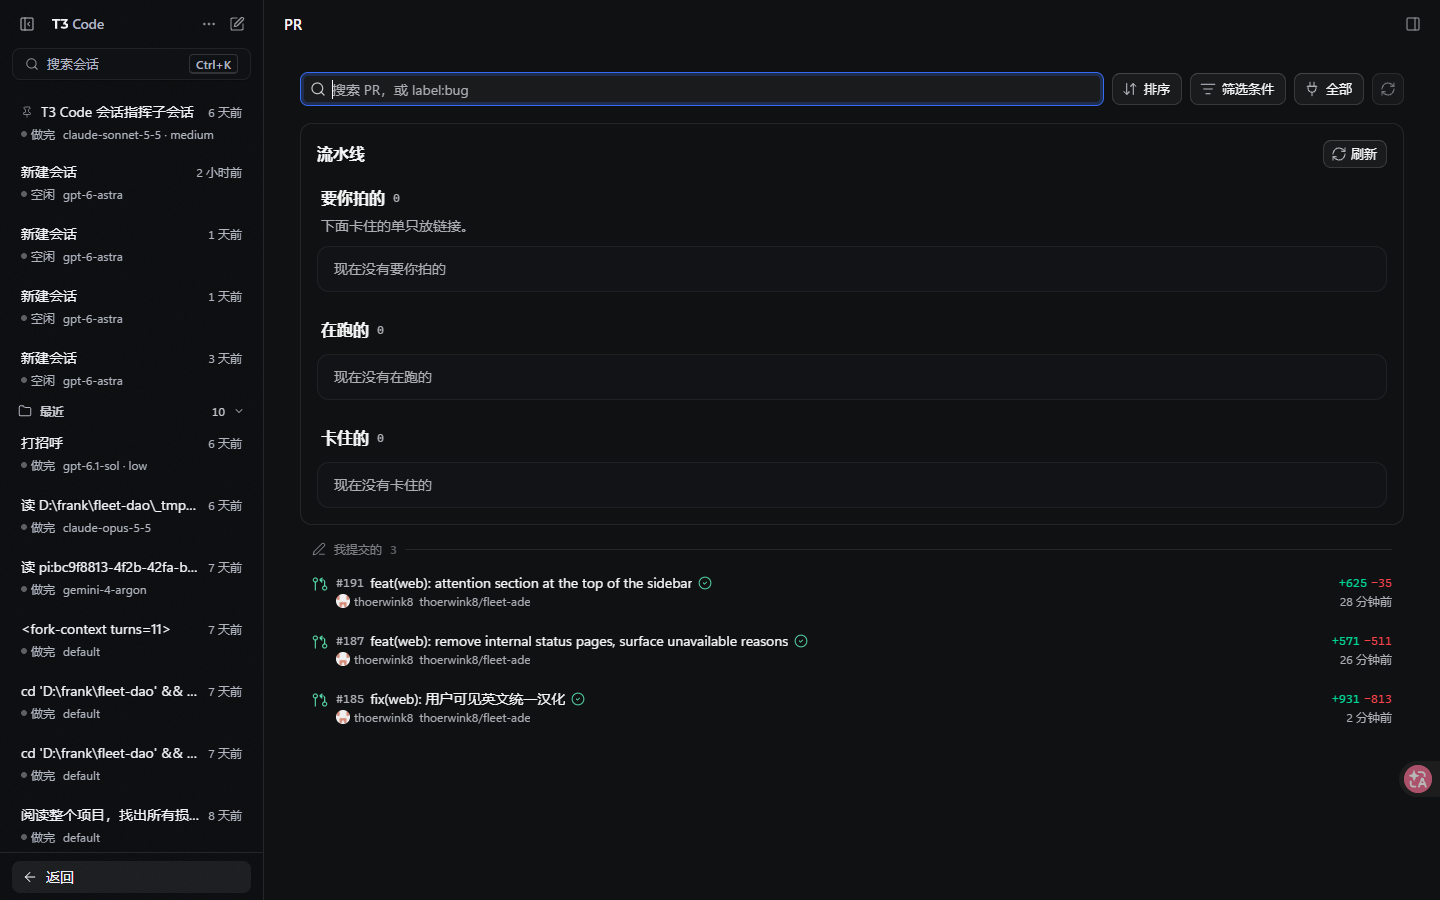 T3 Code
搜索会话 Ctrl+K
T3 Code 会话指挥子会话 6 天前
做完 claude-sonnet-5-5 · medium
新建会话 2 小时前
空闲 gpt-6-astra
新建会话 1 天前
空闲 gpt-6-astra
新建会话 1 天前
空闲 gpt-6-astra
新建会话 3 天前
空闲 gpt-6-astra
最近 10
打招呼 6 天前
做完 gpt-6.1-sol · low
读 D:\frank\fleet-dao\_tmp... 6 天前
做完 claude-opus-5-5
读 pi:bc9f8813-4f2b-42fa-b... 7 天前
做完 gemini-4-argon
<fork-context turns=11> 7 天前
做完 default
cd 'D:\frank\fleet-dao' && ... 7 天前
做完 default
cd 'D:\frank\fleet-dao' && ... 7 天前
做完 default
阅读整个项目，找出所有损... 8 天前
做完 default
返回
PR
搜索 PR，或 label:bug
排序 筛选条件 全部
流水线 刷新
要你拍的 0
下面卡住的单只放链接。
现在没有要你拍的
在跑的 0
现在没有在跑的
卡住的 0
现在没有卡住的
我提交的 3
#191 feat(web): attention section at the top of the sidebar +625 −35
thoerwink8 thoerwink8/fleet-ade 28 分钟前
#187 feat(web): remove internal status pages, surface unavailable reasons +571 −511
thoerwink8 thoerwink8/fleet-ade 26 分钟前
#185 fix(web): 用户可见英文统一汉化 +931 −813
thoerwink8 thoerwink8/fleet-ade 2 分钟前